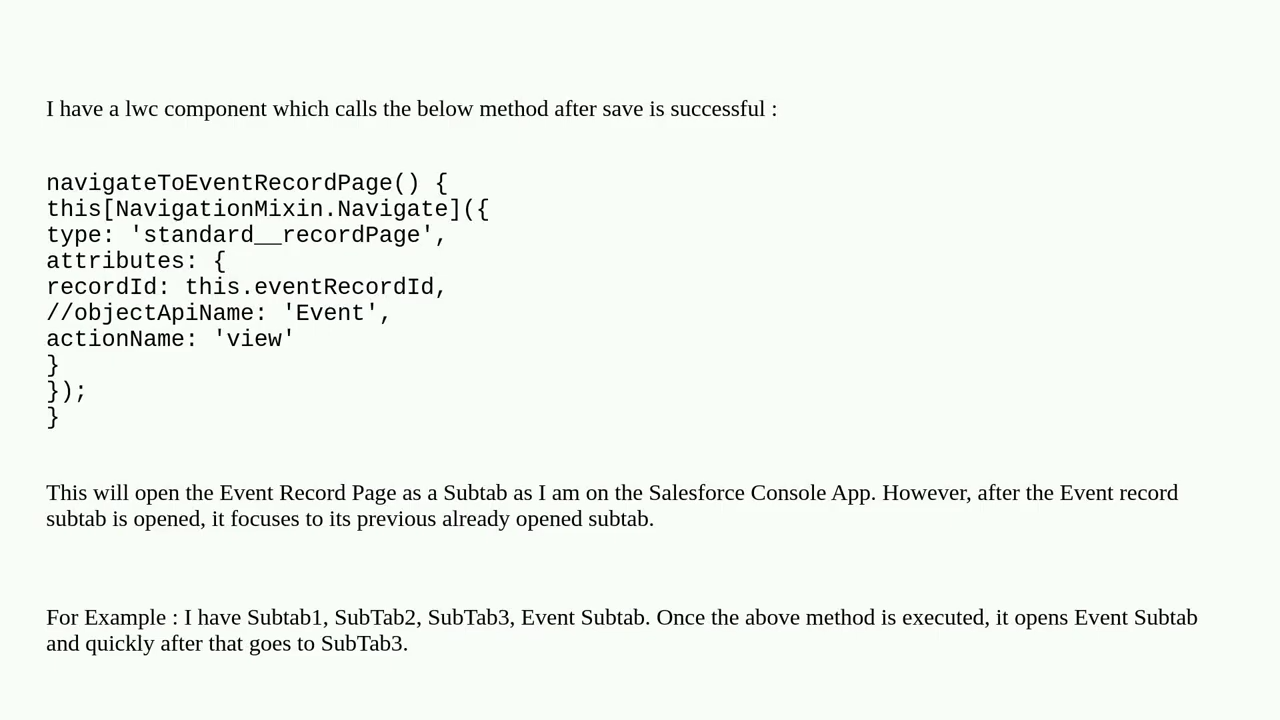 I have a lwc component which calls the below method after save is successful :
navigateToEventRecordPage() {
this[NavigationMixin.Navigate]({
type: 'standard__recordPage',
attributes: {
recordId: this.eventRecordId,
//objectApiName: 'Event',
actionName: 'view'
}
});
}
This will open the Event Record Page as a Subtab as I am on the Salesforce Console App. However, after the Event record
subtab is opened, it focuses to its previous already opened subtab.
For Example : I have Subtab1, SubTab2, SubTab3, Event Subtab. Once the above method is executed, it opens Event Subtab
and quickly after that goes to SubTab3.